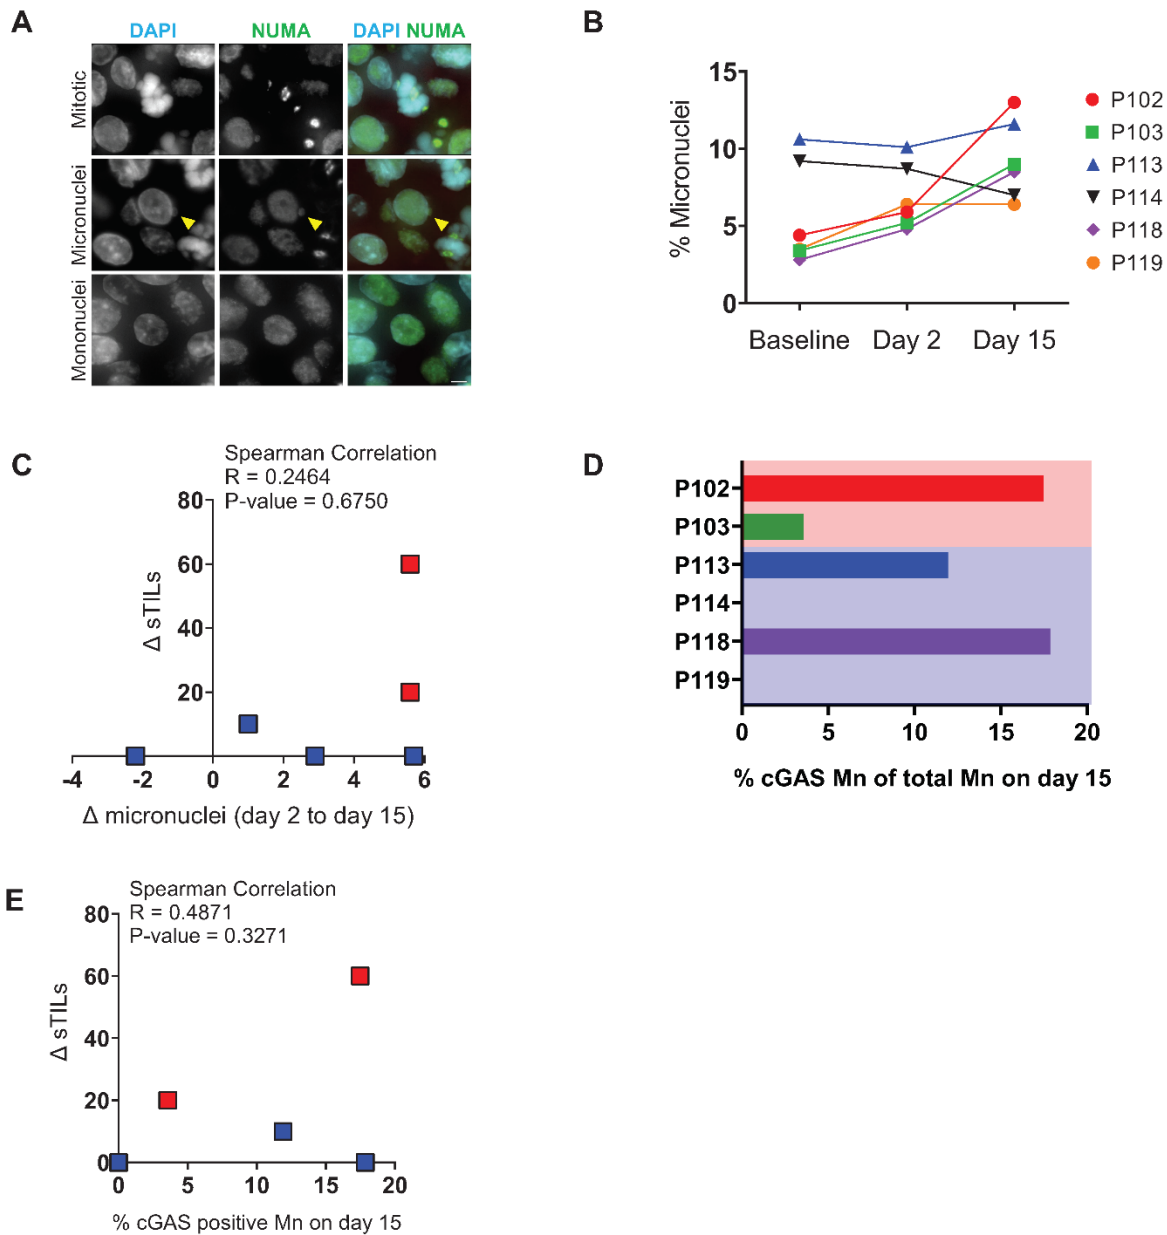 A
DAPI
NUMA
DAPI NUMA
Mitotic
Micronuclei
Mononuclei
B
% Micronuclei
15
10
5
0
Baseline
Day 2
Day 15
P102
P103
P113
P114
P118
P119
C
Spearman Correlation
R = 0.2464
P-value = 0.6750
Δ sTILs
80
60
40
20
-4
-2
0
2
4
6
Δ micronuclei (day 2 to day 15)
D
P102
P103
P113
P114
P118
P119
0
5
10
15
20
% cGAS Mn of total Mn on day 15
E
Spearman Correlation
R = 0.4871
P-value = 0.3271
Δ sTILs
80
60
40
20
0
0
5
10
15
20
% cGAS positive Mn on day 15